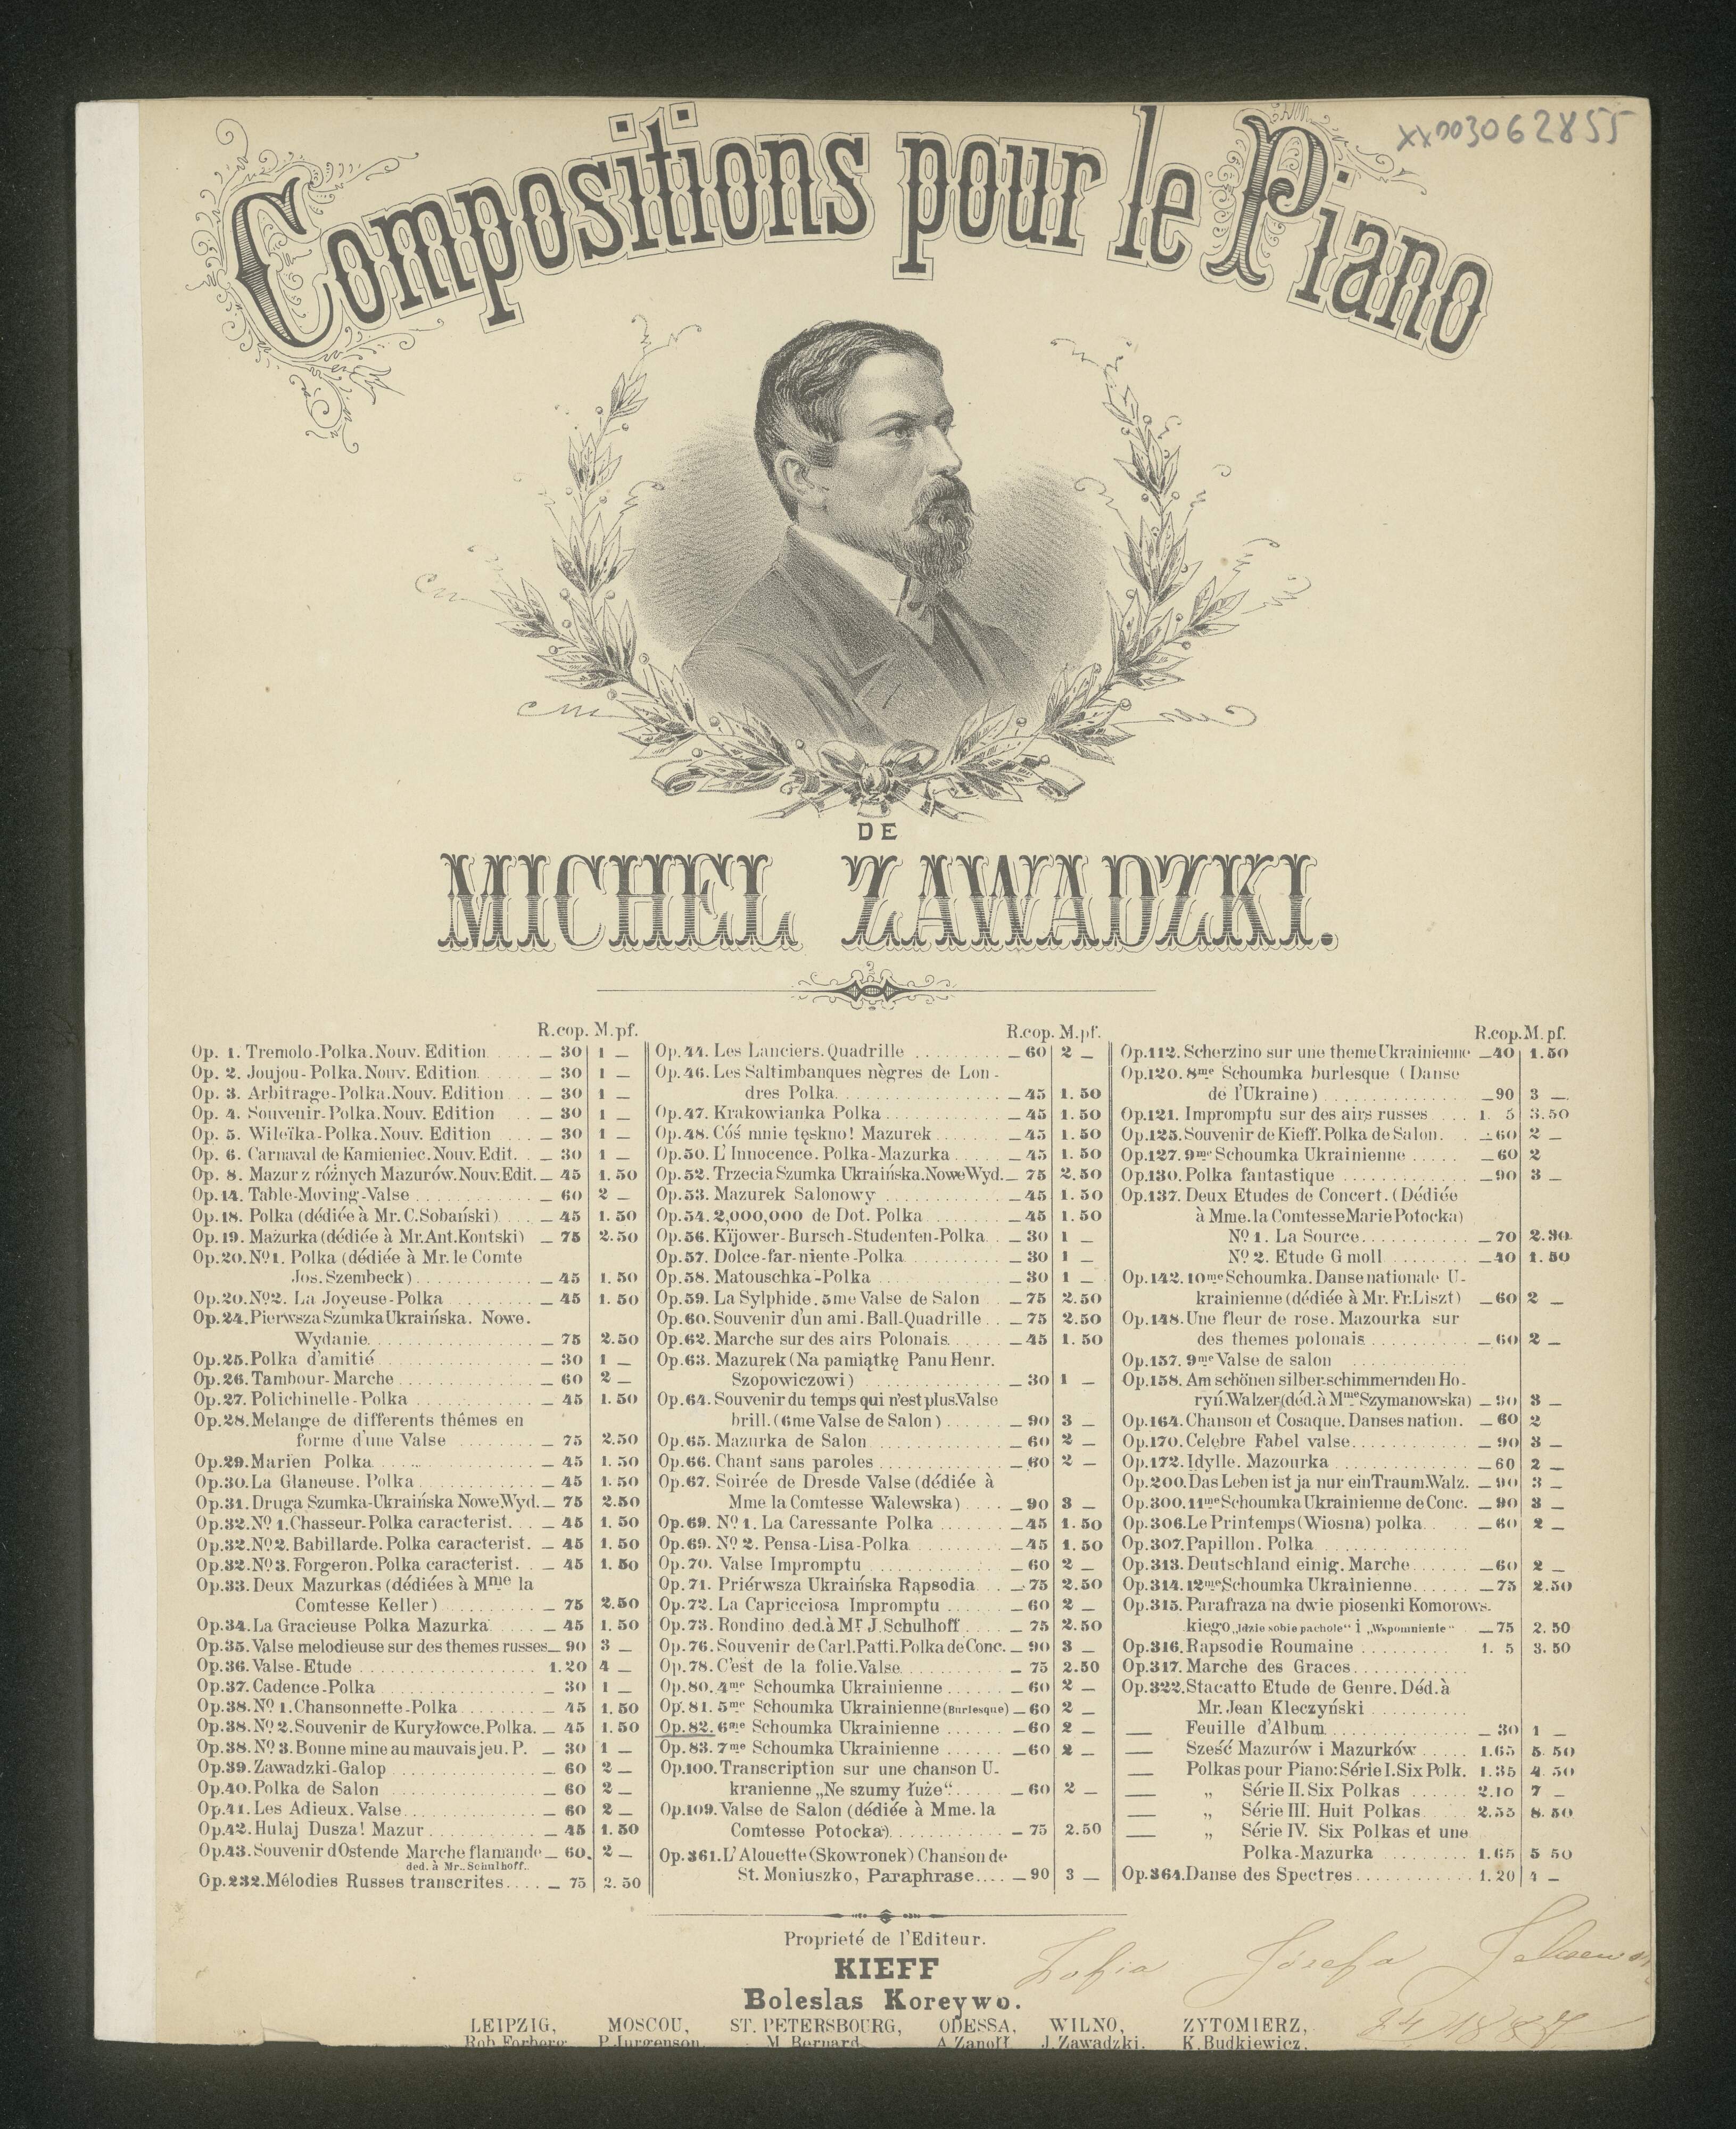 xx003062855
Compositions pour le Piano
DE
MICHEL ZAWADZKI.
R.cop. M.pf.
Op. 1. Tremolo-Polka. Nouv. Edition — 30 1 —
Op. 2. Joujou-Polka. Nouv. Edition — 30 1 —
Op. 3. Arbitrage-Polka. Nouv. Edition — 30 1 —
Op. 4. Souvenir-Polka. Nouv. Edition — 30 1 —
Op. 5. Wileïka-Polka. Nouv. Edition — 30 1 —
Op. 6. Carnaval de Kamieniec. Nouv. Edit. — 30 1 —
Op. 8. Mazur z różnych Mazurów. Nouv. Edit. — 45 1.50
Op. 14. Table-Moving-Valse — 60 2 —
Op. 18. Polka (dédiée à Mr. C. Sobański) — 45 1.50
Op. 19. Mazurka (dédiée à Mr. Ant. Kontski) — 75 2.50
Op. 20. No 1. Polka (dédiée à Mr. le Comte
Jos. Szembeck) — 45 1.50
Op. 20. No 2. La Joyeuse-Polka — 45 1.50
Op. 24. Pierwsza Szumka Ukraińska. Nowe.
Wydanie — 75 2.50
Op. 25. Polka d'amitié — 30 1 —
Op. 26. Tambour-Marche — 60 2 —
Op. 27. Polichinelle-Polka — 45 1.50
Op. 28. Melange de differents thêmes en
forme d'une Valse — 75 2.50
Op. 29. Marien Polka — 45 1.50
Op. 30. La Glaneuse. Polka — 45 1.50
Op. 31. Druga Szumka-Ukraińska Nowe. Wyd. — 75 2.50
Op. 32. No 1. Chasseur-Polka caracterist. — 45 1.50
Op. 32. No 2. Babillarde. Polka caracterist. — 45 1.50
Op. 32. No 3. Forgeron. Polka caracterist. — 45 1.50
Op. 33. Deux Mazurkas (dédiées à Mme la
Comtesse Keller) — 75 2.50
Op. 34. La Gracieuse Polka Mazurka — 45 1.50
Op. 35. Valse melodieuse sur des themes russes — 90 3 —
Op. 36. Valse-Etude 1.20 4 —
Op. 37. Cadence-Polka — 30 1 —
Op. 38. No 1. Chansonnette-Polka — 45 1.50
Op. 38. No 2. Souvenir de Kuryłowce. Polka. — 45 1.50
Op. 38. No 3. Bonne mine au mauvais jeu. P. — 30 1 —
Op. 39. Zawadzki-Galop — 60 2 —
Op. 40. Polka de Salon — 60 2 —
Op. 41. Les Adieux. Valse — 60 2 —
Op. 42. Hulaj Dusza! Mazur — 45 1.50
Op. 43. Souvenir d'Ostende Marche flamande — 60. 2 —
ded. à Mr. Schulhoff.
Op. 232. Mélodies Russes transcrites — 75 2.50
R.cop. M.pf.
Op. 44. Les Lanciers. Quadrille — 60 2 —
Op. 46. Les Saltimbanques nègres de Lon-
dres Polka — 45 1.50
Op. 47. Krakowianka Polka — 45 1.50
Op. 48. Cóś mnie tęskno! Mazurek — 45 1.50
Op. 50. L'Innocence. Polka-Mazurka — 45 1.50
Op. 52. Trzecia Szumka Ukraińska. Nowe Wyd. — 75 2.50
Op. 53. Mazurek Salonowy — 45 1.50
Op. 54. 2,000,000 de Dot. Polka — 45 1.50
Op. 56. Kijower-Bursch-Studenten-Polka — 30 1 —
Op. 57. Dolce-far-niente-Polka — 30 1 —
Op. 58. Matouschka-Polka — 30 1 —
Op. 59. La Sylphide. 5me Valse de Salon — 75 2.50
Op. 60. Souvenir d'un ami. Ball-Quadrille — 75 2.50
Op. 62. Marche sur des airs Polonais — 45 1.50
Op. 63. Mazurek (Na pamiątkę Panu Henr.
Szopowiczowi) — 30 1 —
Op. 64. Souvenir du temps qui n'est plus. Valse
brill. (6me Valse de Salon) — 90 3 —
Op. 65. Mazurka de Salon — 60 2 —
Op. 66. Chant sans paroles — 60 2 —
Op. 67. Soirée de Dresde Valse (dédiée à
Mme la Comtesse Walewska) — 90 3 —
Op. 69. No 1. La Caressante Polka — 45 1.50
Op. 69. No 2. Pensa-Lisa-Polka — 45 1.50
Op. 70. Valse Impromptu — 60 2 —
Op. 71. Priérwsza Ukraińska Rapsodia — 75 2.50
Op. 72. La Capricciosa Impromptu — 60 2 —
Op. 73. Rondino ded. à Mr J. Schulhoff — 75 2.50
Op. 76. Souvenir de Carl. Patti. Polka de Conc. — 90 3 —
Op. 78. C'est de la folie. Valse — 75 2.50
Op. 80. 4me Schoumka Ukrainienne — 60 2 —
Op. 81. 5me Schoumka Ukrainienne (Burlesque) — 60 2 —
Op. 82. 6me Schoumka Ukrainienne — 60 2 —
Op. 83. 7me Schoumka Ukrainienne — 60 2 —
Op. 100. Transcription sur une chanson U-
kranienne „Ne szumy łuże“ — 60 2 —
Op. 109. Valse de Salon (dédiée à Mme. la
Comtesse Potocka) — 75 2.50
Op. 361. L'Alouette (Skowronek) Chanson de
St. Moniuszko, Paraphrase — 90 3 —
R.cop. M. pf.
Op. 112. Scherzino sur une theme Ukrainienne — 40 1.50
Op. 120. 8me Schoumka burlesque (Danse
de l'Ukraine) — 90 3 —
Op. 121. Impromptu sur des airs russes 1. 5 3.50
Op. 125. Souvenir de Kieff. Polka de Salon. — 60 2 —
Op. 127. 9me Schoumka Ukrainienne — 60 2
Op. 130. Polka fantastique — 90 3 —
Op. 137. Deux Etudes de Concert. (Dédiée
à Mme. la Comtesse Marie Potocka)
No 1. La Source — 70 2.30
No 2. Etude G moll — 40 1.50
Op. 142. 10me Schoumka. Danse nationale U-
krainienne (dédiée à Mr. Fr. Liszt) — 60 2 —
Op. 148. Une fleur de rose. Mazourka sur
des themes polonais — 60 2 —
Op. 157. 9me Valse de salon
Op. 158. Am schönen silber-schimmernden Ho-
ryń. Walzer (déd. à Mme Szymanowska) — 90 3 —
Op. 164. Chanson et Cosaque. Danses nation. — 60 2
Op. 170. Celebre Fabel valse — 90 3 —
Op. 172. Idylle. Mazourka — 60 2 —
Op. 200. Das Leben ist ja nur ein Traum. Walz. — 90 3 —
Op. 300. 11me Schoumka Ukrainienne de Conc. — 90 3 —
Op. 306. Le Printemps (Wiosna) polka — 60 2 —
Op. 307. Papillon. Polka
Op. 313. Deutschland einig. Marche — 60 2 —
Op. 314. 12me Schoumka Ukrainienne — 75 2.50
Op. 315. Parafraza na dwie piosenki Komorows-
kiego „Jdzie sobie pachole“ i „Wspomnienie“ — 75 2.50
Op. 316. Rapsodie Roumaine 1. 5 3.50
Op. 317. Marche des Graces
Op. 322. Stacatto Etude de Genre. Déd. à
Mr. Jean Kleczyński
— Feuille d'Album — 30 1 —
— Sześć Mazurów i Mazurków 1.65 5.50
— Polkas pour Piano: Série I. Six Polk. 1.35 4.50
— „ Série II. Six Polkas 2.10 7 —
— „ Série III. Huit Polkas 2.55 8.50
— „ Série IV. Six Polkas et une
Polka-Mazurka 1.65 5 50
Op. 364. Danse des Spectres 1.20 4 —
Proprieté de l'Editeur.
KIEFF
Boleslas Koreywo.
Zofia Józefa
LEIPZIG, MOSCOU, ST. PETERSBOURG, ODESSA, WILNO, ZYTOMIERZ,
Rob. Forberg. P. Jurgenson. M. Bernard. A. Zanoff. J. Zawadzki. K. Budkiewicz.